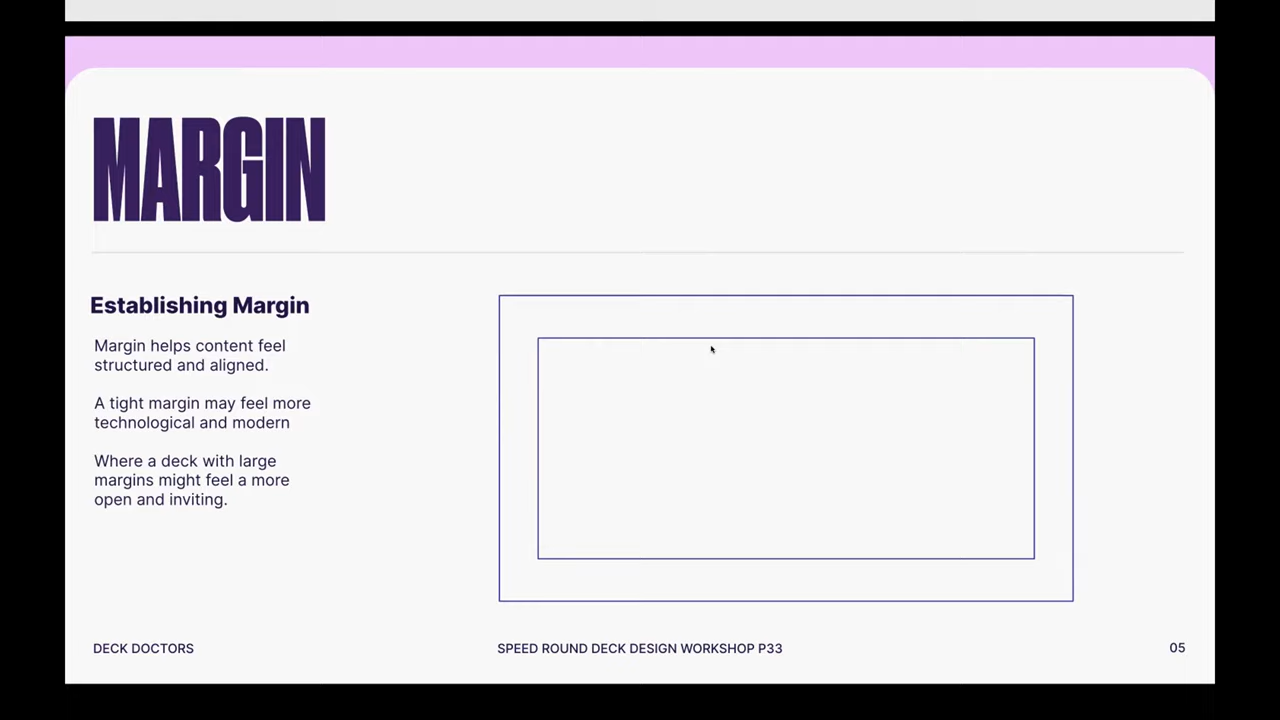 MARGIN
Establishing Margin
Margin helps content feel
structured and aligned.
A tight margin may feel more
technological and modern
Where a deck with large
margins might feel a more
open and inviting.
DECK DOCTORS
SPEED ROUND DECK DESIGN WORKSHOP P33
05